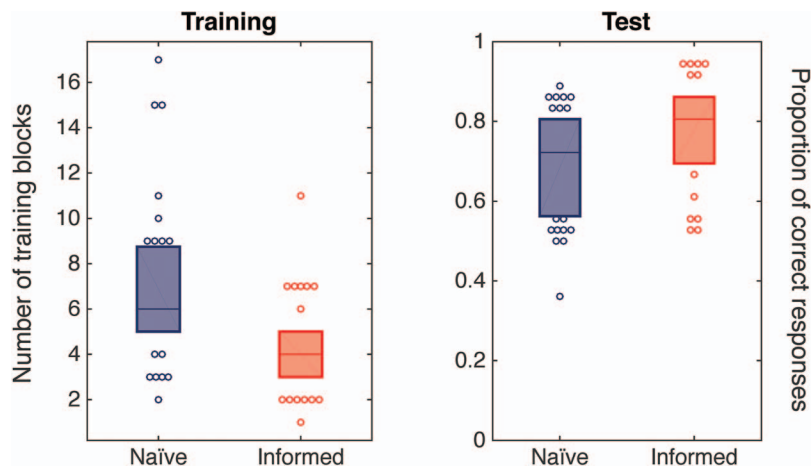 Training
Number of training blocks
16
14
12
10
8
6
4
2
Naïve
Informed
Test
1
0.8
0.6
0.4
0.2
0
Naïve
Informed
Proportion of correct responses